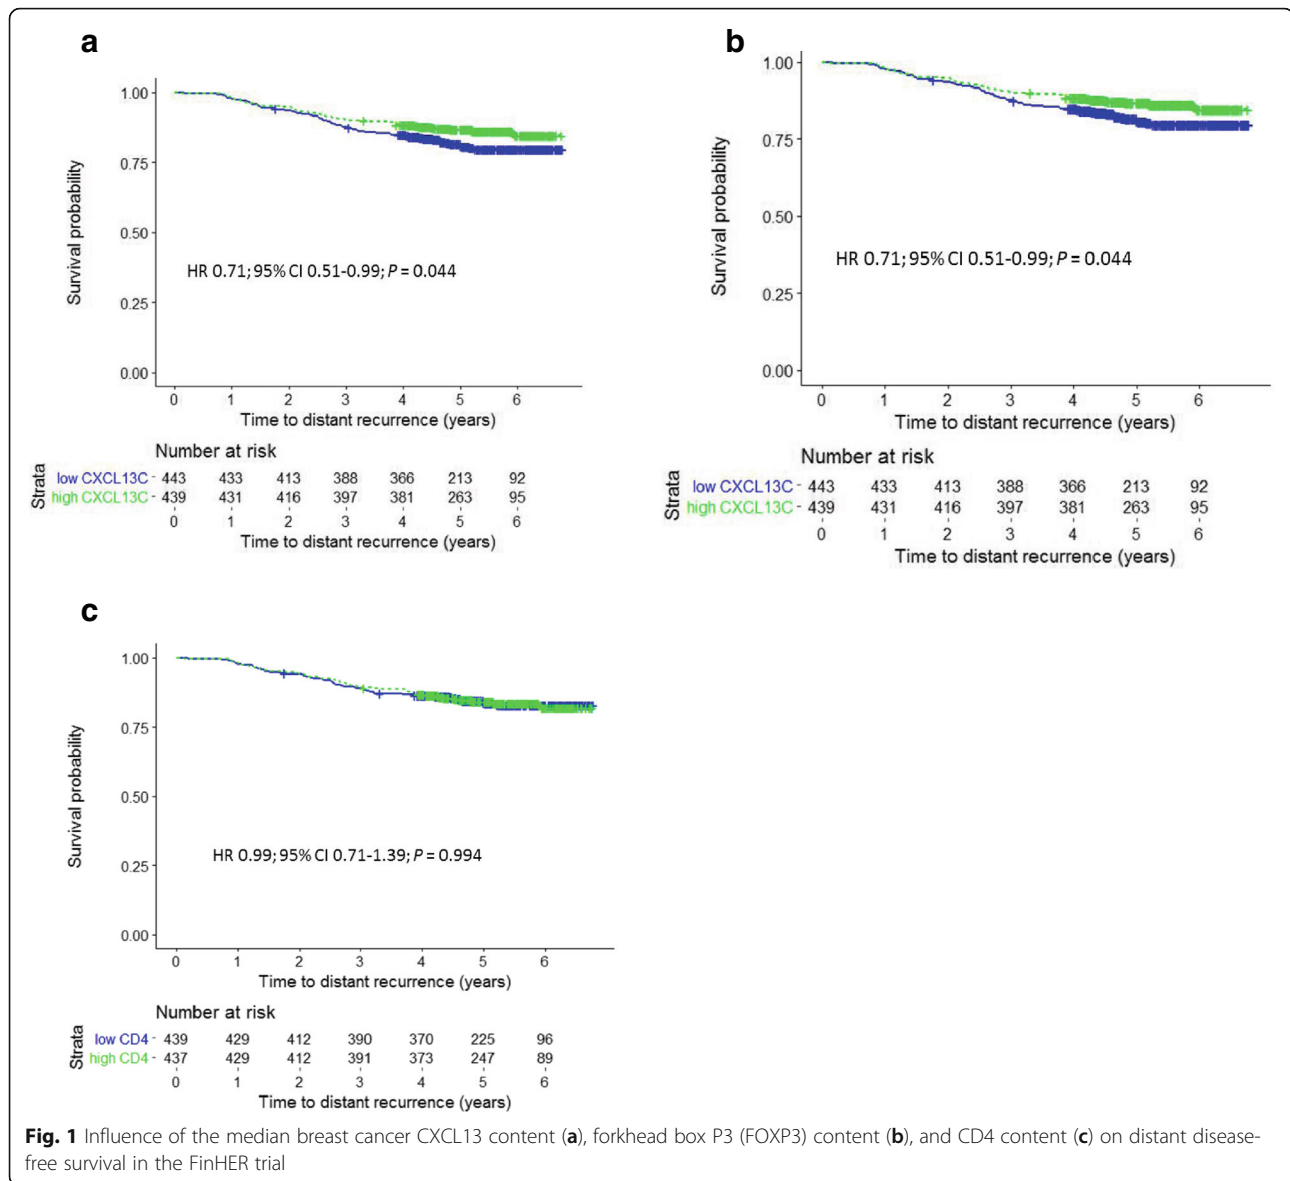 a
1.00
0.75
0.50
0.25
0.00
Survival probability
HR 0.71; 95% CI 0.51-0.99; P = 0.044
0 1 2 3 4 5 6
Time to distant recurrence (years)
Number at risk
Strata
low CXCL13C - 443 433 413 388 366 213 92
high CXCL13C - 439 431 416 397 381 263 95
0 1 2 3 4 5 6
Time to distant recurrence (years)
b
1.00
0.75
0.50
0.25
0.00
Survival probability
HR 0.71; 95% CI 0.51-0.99; P = 0.044
0 1 2 3 4 5 6
Time to distant recurrence (years)
Number at risk
Strata
low CXCL13C - 443 433 413 388 366 213 92
high CXCL13C - 439 431 416 397 381 263 95
0 1 2 3 4 5 6
Time to distant recurrence (years)
c
1.00
0.75
0.50
0.25
0.00
Survival probability
HR 0.99; 95% CI 0.71-1.39; P = 0.994
0 1 2 3 4 5 6
Time to distant recurrence (years)
Number at risk
Strata
low CD4 - 439 429 412 390 370 225 96
high CD4 - 437 429 412 391 373 247 89
0 1 2 3 4 5 6
Time to distant recurrence (years)
Fig. 1 Influence of the median breast cancer CXCL13 content (a), forkhead box P3 (FOXP3) content (b), and CD4 content (c) on distant disease-
free survival in the FinHER trial